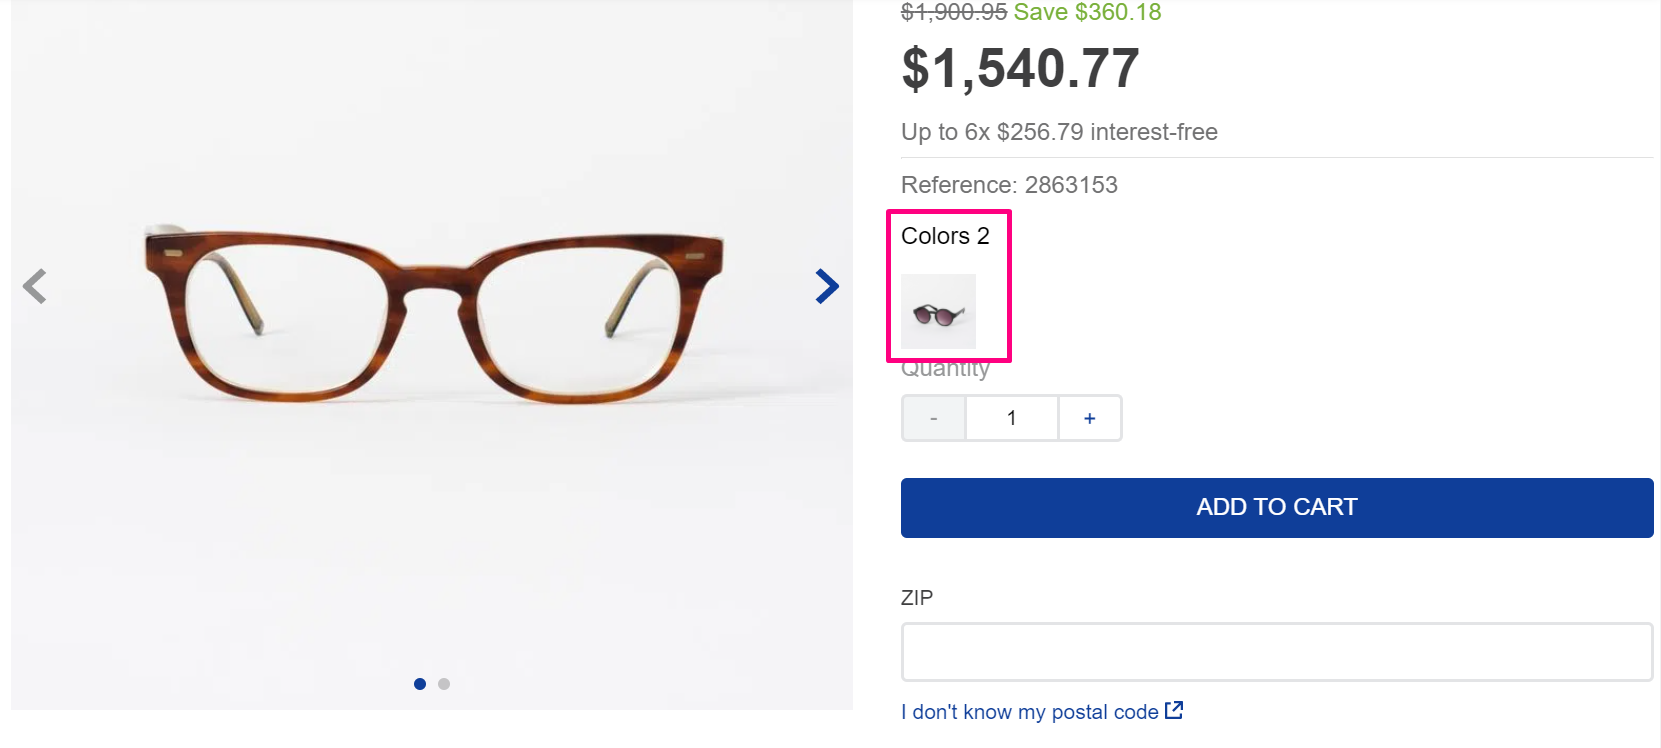 $1,900.95 Save $360.18
$1,540.77
Up to 6x $256.79 interest-free
Reference: 2863153
Colors 2
Quantity
- 1 +
ADD TO CART
ZIP
I don't know my postal code